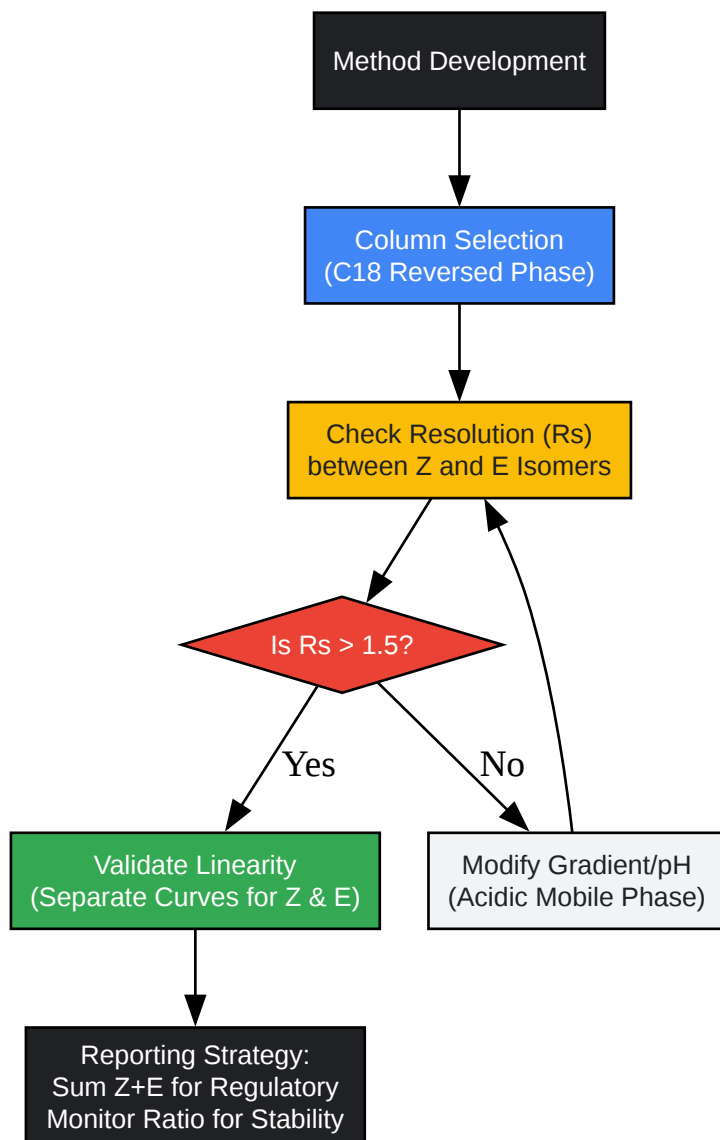 Method Development
Column Selection
(C18 Reversed Phase)
Check Resolution (Rs)
between Z and E Isomers
Is Rs > 1.5?
Yes
No
Validate Linearity
(Separate Curves for Z & E)
Modify Gradient/pH
(Acidic Mobile Phase)
Reporting Strategy:
Sum Z+E for Regulatory
Monitor Ratio for Stability